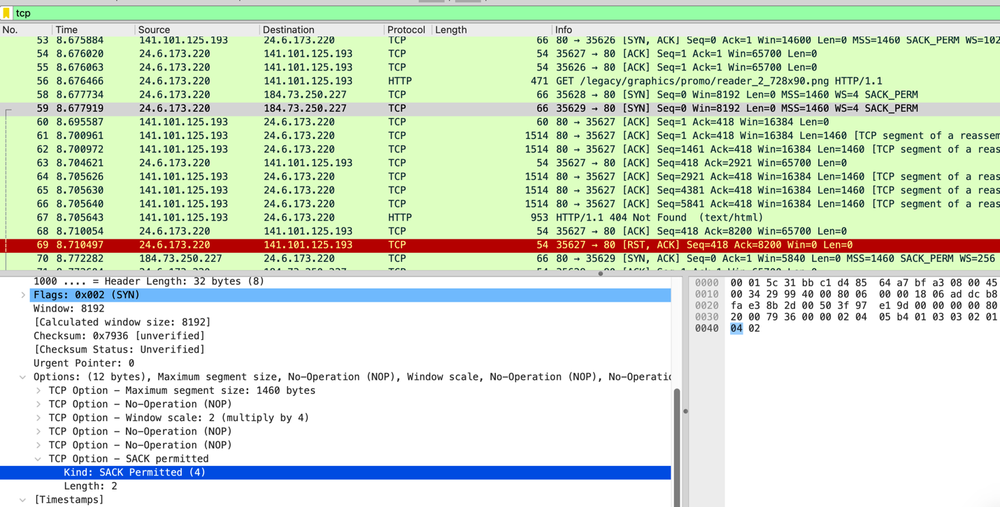 tcp
No. Time Source Destination Protocol Length Info
53 8.675884 141.101.125.193 24.6.173.220 TCP 66 80 → 35626 [SYN, ACK] Seq=0 Ack=1 Win=14600 Len=0 MSS=1460 SACK_PERM WS=102
54 8.676020 24.6.173.220 141.101.125.193 TCP 54 35627 → 80 [ACK] Seq=1 Ack=1 Win=65700 Len=0
55 8.676063 24.6.173.220 141.101.125.193 TCP 54 35626 → 80 [ACK] Seq=1 Ack=1 Win=65700 Len=0
56 8.676466 24.6.173.220 141.101.125.193 HTTP 471 GET /legacy/graphics/promo/reader_2_728x90.png HTTP/1.1
58 8.677734 24.6.173.220 184.73.250.227 TCP 66 35628 → 80 [SYN] Seq=0 Win=8192 Len=0 MSS=1460 WS=4 SACK_PERM
59 8.677919 24.6.173.220 184.73.250.227 TCP 66 35629 → 80 [SYN] Seq=0 Win=8192 Len=0 MSS=1460 WS=4 SACK_PERM
60 8.695587 141.101.125.193 24.6.173.220 TCP 60 80 → 35627 [ACK] Seq=1 Ack=418 Win=16384 Len=0
61 8.700961 141.101.125.193 24.6.173.220 TCP 1514 80 → 35627 [ACK] Seq=1 Ack=418 Win=16384 Len=1460 [TCP segment of a reassem
62 8.700972 141.101.125.193 24.6.173.220 TCP 1514 80 → 35627 [ACK] Seq=1461 Ack=418 Win=16384 Len=1460 [TCP segment of a reas
63 8.704621 24.6.173.220 141.101.125.193 TCP 54 35627 → 80 [ACK] Seq=418 Ack=2921 Win=65700 Len=0
64 8.705626 141.101.125.193 24.6.173.220 TCP 1514 80 → 35627 [ACK] Seq=2921 Ack=418 Win=16384 Len=1460 [TCP segment of a reas
65 8.705630 141.101.125.193 24.6.173.220 TCP 1514 80 → 35627 [ACK] Seq=4381 Ack=418 Win=16384 Len=1460 [TCP segment of a reas
66 8.705640 141.101.125.193 24.6.173.220 TCP 1514 80 → 35627 [ACK] Seq=5841 Ack=418 Win=16384 Len=1460 [TCP segment of a reas
67 8.705643 141.101.125.193 24.6.173.220 HTTP 953 HTTP/1.1 404 Not Found (text/html)
68 8.710054 24.6.173.220 141.101.125.193 TCP 54 35627 → 80 [ACK] Seq=418 Ack=8200 Win=65700 Len=0
69 8.710497 24.6.173.220 141.101.125.193 TCP 54 35627 → 80 [RST, ACK] Seq=418 Ack=8200 Win=0 Len=0
70 8.772282 184.73.250.227 24.6.173.220 TCP 66 80 → 35629 [SYN, ACK] Seq=0 Ack=1 Win=5840 Len=0 MSS=1460 SACK_PERM WS=256
1000 .... = Header Length: 32 bytes (8)
Flags: 0x002 (SYN)
Window: 8192
[Calculated window size: 8192]
Checksum: 0x7936 [unverified]
[Checksum Status: Unverified]
Urgent Pointer: 0
Options: (12 bytes), Maximum segment size, No-Operation (NOP), Window scale, No-Operation (NOP), No-Operatio
TCP Option - Maximum segment size: 1460 bytes
TCP Option - No-Operation (NOP)
TCP Option - Window scale: 2 (multiply by 4)
TCP Option - No-Operation (NOP)
TCP Option - No-Operation (NOP)
TCP Option - SACK permitted
Kind: SACK Permitted (4)
Length: 2
[Timestamps]
0000 00 01 5c 31 bb c1 d4 85 64 a7 bf a3 08 00 45
0010 00 34 29 99 40 00 80 06 00 00 18 06 ad dc b8
0020 fa e3 8b 2d 00 50 3f 97 e1 9d 00 00 00 00 80
0030 20 00 79 36 00 00 02 04 05 b4 01 03 03 02 01
0040 04 02